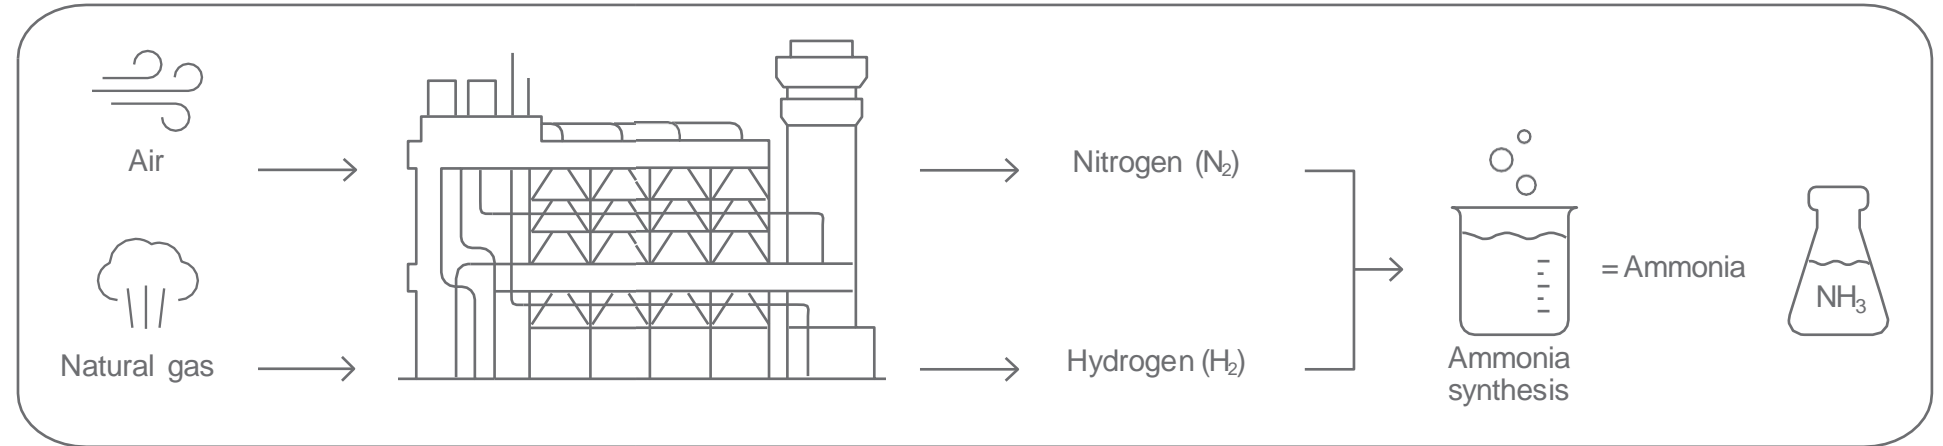 Air
Natural gas
Nitrogen (N₂)
Hydrogen (H₂)
Ammonia
synthesis
= Ammonia
NH₃